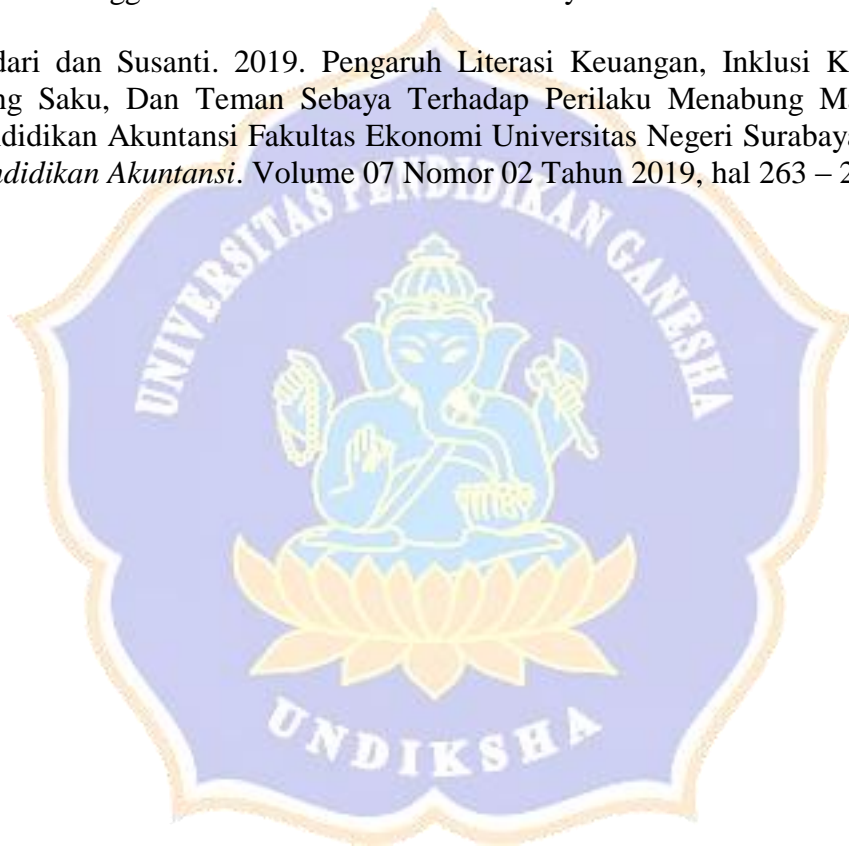 dari dan Susanti. 2019. Pengaruh Literasi Keuangan, Inklusi K
ng Saku, Dan Teman Sebaya Terhadap Perilaku Menabung M
didikan Akuntansi Fakultas Ekonomi Universitas Negeri Surabaya
ndidikan Akuntansi. Volume 07 Nomor 02 Tahun 2019, hal 263 – 2
UNIVERSITAS PENDIDIKAN GANESHA
UNDIKSHA